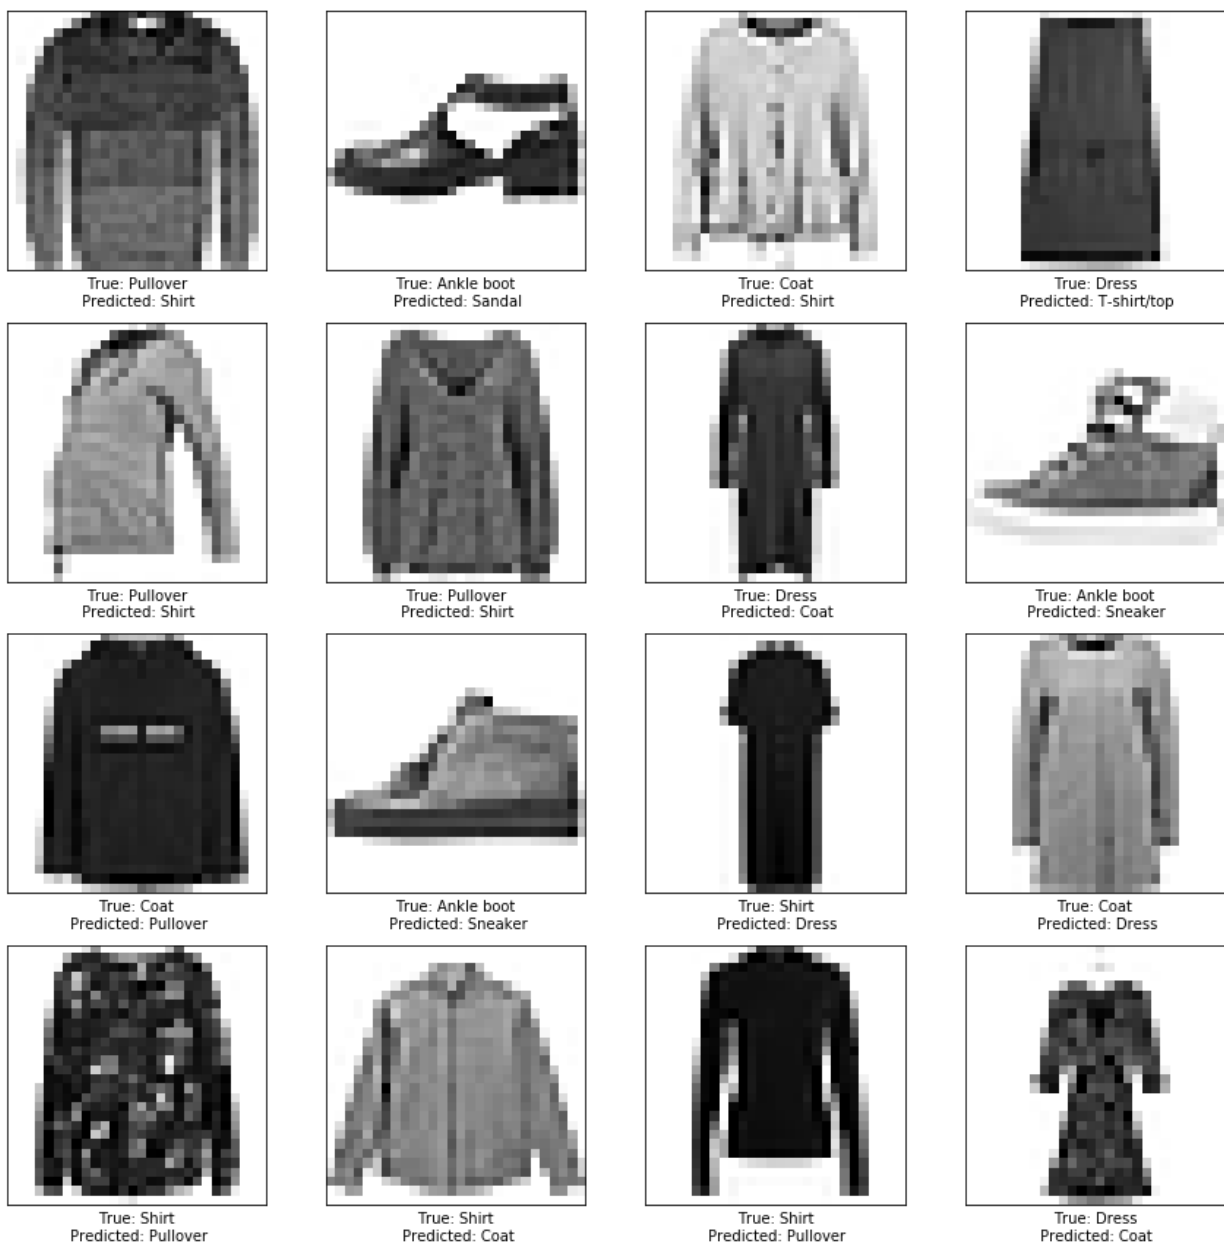 True: Pullover
Predicted: Shirt
True: Ankle boot
Predicted: Sandal
True: Coat
Predicted: Shirt
True: Dress
Predicted: T-shirt/top
True: Pullover
Predicted: Shirt
True: Pullover
Predicted: Shirt
True: Dress
Predicted: Coat
True: Ankle boot
Predicted: Sneaker
True: Coat
Predicted: Pullover
True: Ankle boot
Predicted: Sneaker
True: Shirt
Predicted: Dress
True: Coat
Predicted: Dress
True: Shirt
Predicted: Pullover
True: Shirt
Predicted: Coat
True: Shirt
Predicted: Pullover
True: Dress
Predicted: Coat